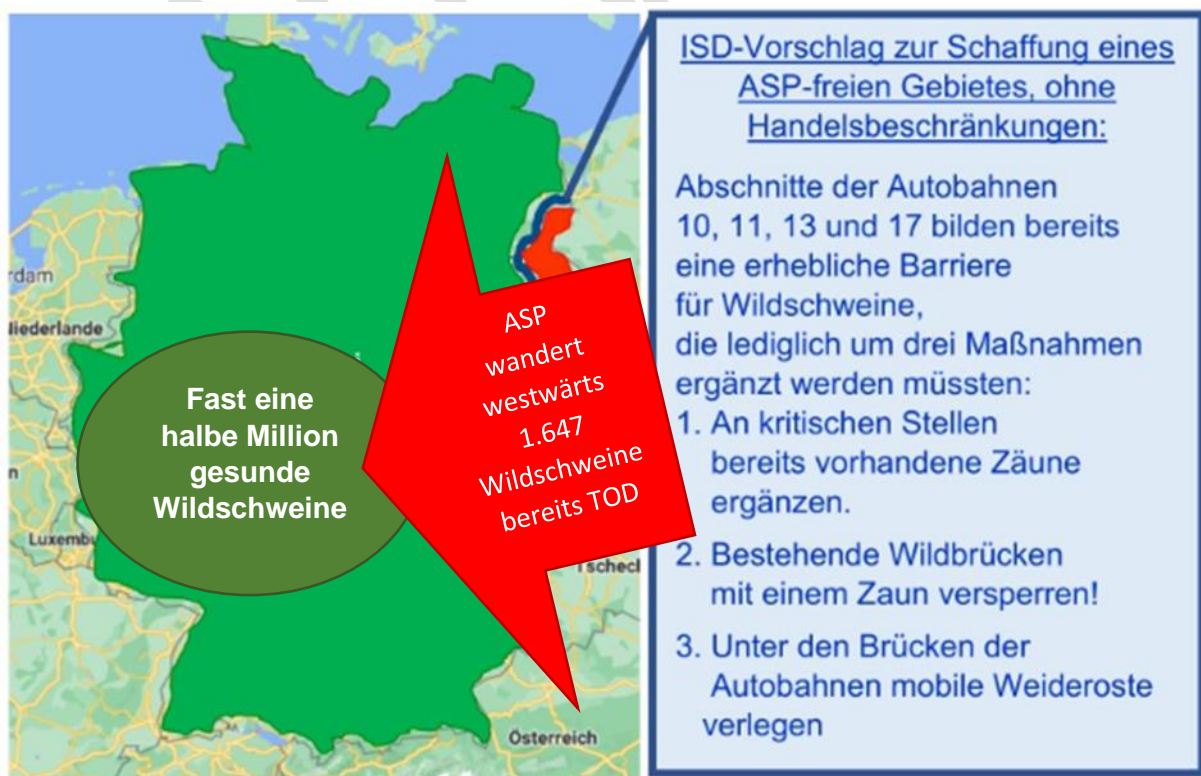 ISD-Vorschlag zur Schaffung eines
ASP-freien Gebietes, ohne
Handelsbeschränkungen:
Abschnitte der Autobahnen
10, 11, 13 und 17 bilden bereits
eine erhebliche Barriere
für Wildschweine,
die lediglich um drei Maßnahmen
ergänzt werden müssten:
1. An kritischen Stellen
bereits vorhandene Zäune
ergänzen.
2. Bestehende Wildbrücken
mit einem Zaun versperren!
3. Unter den Brücken der
Autobahnen mobile Weideroste
verlegen
ASP
wandert
westwärts
1.647
Wildschweine
bereits TOD
Fast eine
halbe Million
gesunde
Wildschweine
rdam
Niederlande
Luxembu
Tschech
Österreich